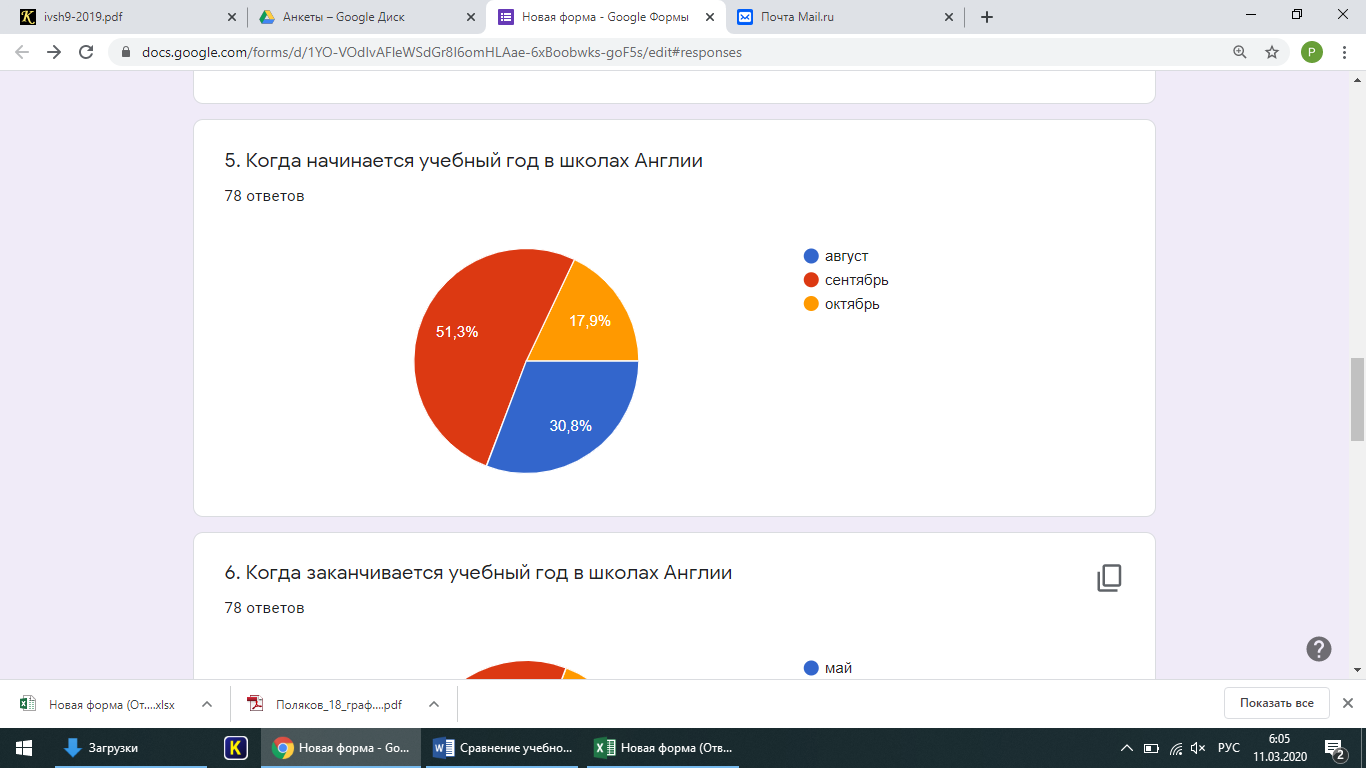 ivsh9-2019.pdf
Анкеты – Google Диск
Новая форма - Google Формы
Почта Mail.ru
docs.google.com/forms/d/1YO-VOdIvAFleWSdGr8I6omHLAae-6xBoobwks-goF5s/edit#responses
P
5. Когда начинается учебный год в школах Англии
78 ответов
август
сентябрь
октябрь
51,3%
17,9%
30,8%
6. Когда заканчивается учебный год в школах Англии
78 ответов
май
Новая форма (От....xlsx
Поляков_18_граф....pdf
Показать все
Загрузки
K
Новая форма - Go...
Сравнение учебно...
Новая форма (Отв...
РУС
6:05
11.03.2020
2